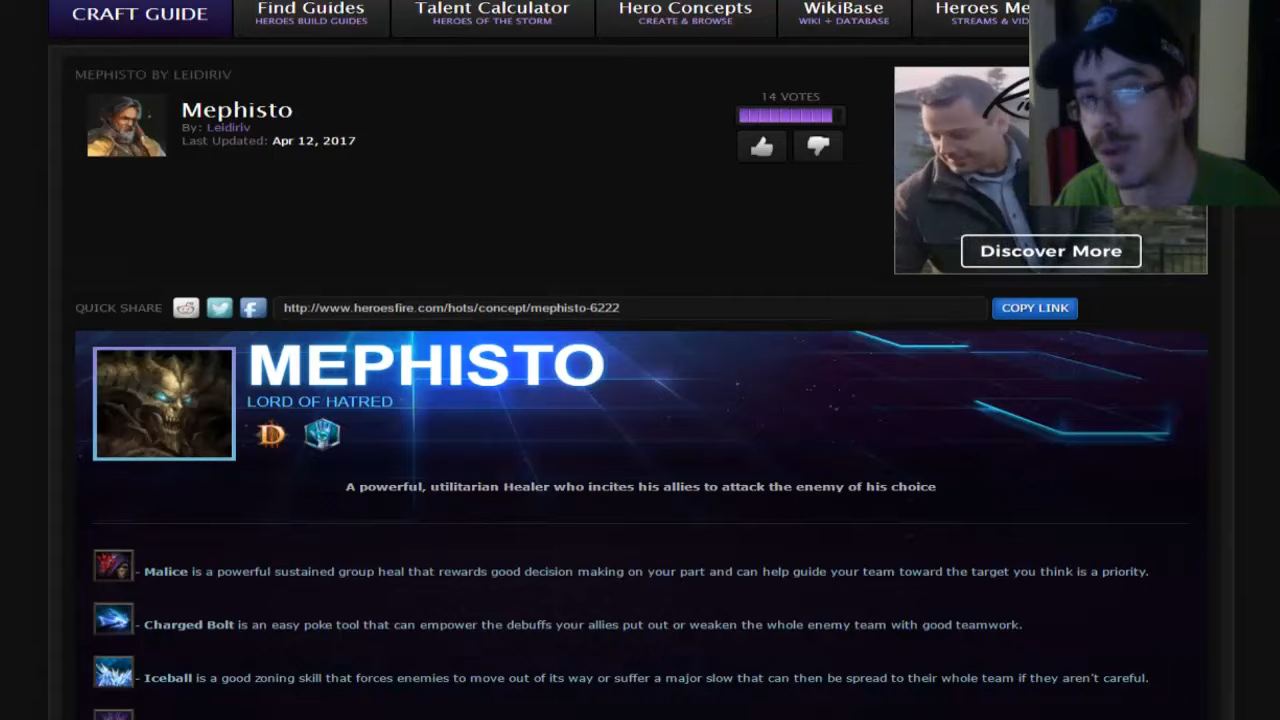 CRAFT GUIDE
Find Guides
HEROES BUILD GUIDES
Talent Calculator
HEROES OF THE STORM
Hero Concepts
CREATE & BROWSE
WikiBase
WIKI + DATABASE
Heroes Me
STREAMS & VID
MEPHISTO BY LEIDIRIV
Mephisto
By: Leidiriv
Last Updated: Apr 12, 2017
14 VOTES
Discover More
QUICK SHARE
http://www.heroesfire.com/hots/concept/mephisto-6222
COPY LINK
MEPHISTO
LORD OF HATRED
A powerful, utilitarian Healer who incites his allies to attack the enemy of his choice
- Malice is a powerful sustained group heal that rewards good decision making on your part and can help guide your team toward the target you think is a priority.
- Charged Bolt is an easy poke tool that can empower the debuffs your allies put out or weaken the whole enemy team with good teamwork.
- Iceball is a good zoning skill that forces enemies to move out of its way or suffer a major slow that can then be spread to their whole team if they aren't careful.